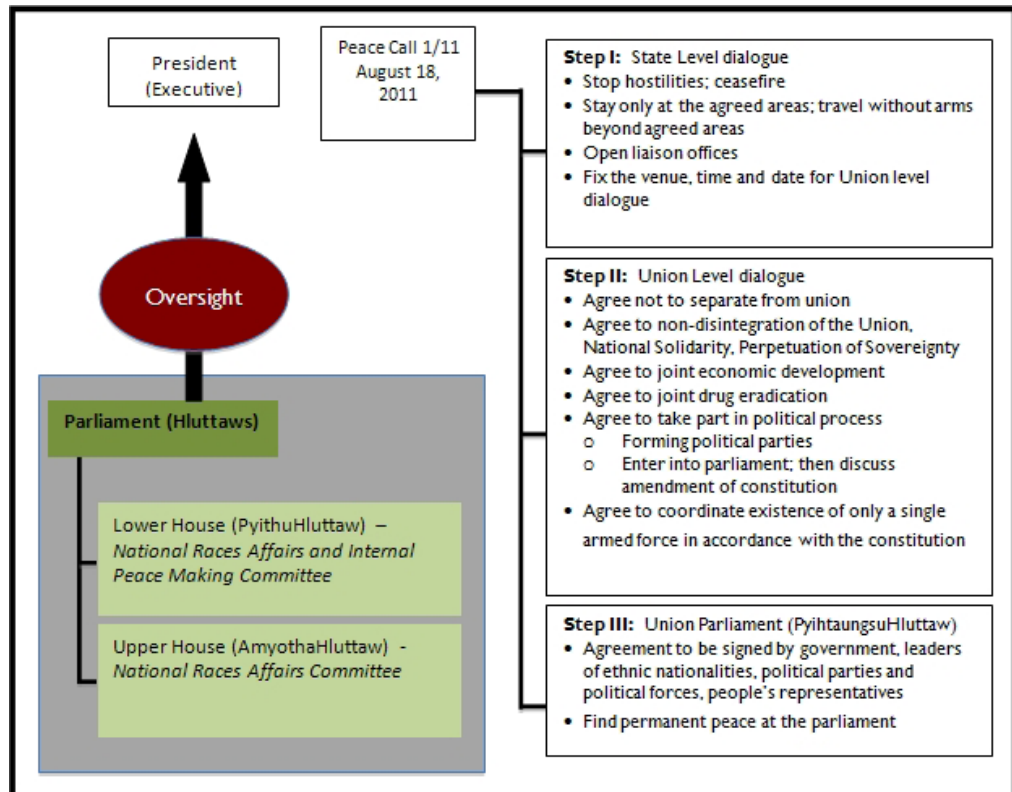 President
(Executive)
Peace Call 1/11
August 18,
2011
Oversight
Parliament (Hluttaws)
Lower House (PyithuHluttaw) –
National Races Affairs and Internal
Peace Making Committee
Upper House (AmyothaHluttaw) -
National Races Affairs Committee
Step I: State Level dialogue
• Stop hostilities; ceasefire
• Stay only at the agreed areas; travel without arms
beyond agreed areas
• Open liaison offices
• Fix the venue, time and date for Union level
dialogue
Step II: Union Level dialogue
• Agree not to separate from union
• Agree to non-disintegration of the Union,
National Solidarity, Perpetuation of Sovereignty
• Agree to joint economic development
• Agree to joint drug eradication
• Agree to take part in political process
o Forming political parties
o Enter into parliament; then discuss
amendment of constitution
• Agree to coordinate existence of only a single
armed force in accordance with the constitution
Step III: Union Parliament (PyihtaungsuHluttaw)
• Agreement to be signed by government, leaders
of ethnic nationalities, political parties and
political forces, people's representatives
• Find permanent peace at the parliament